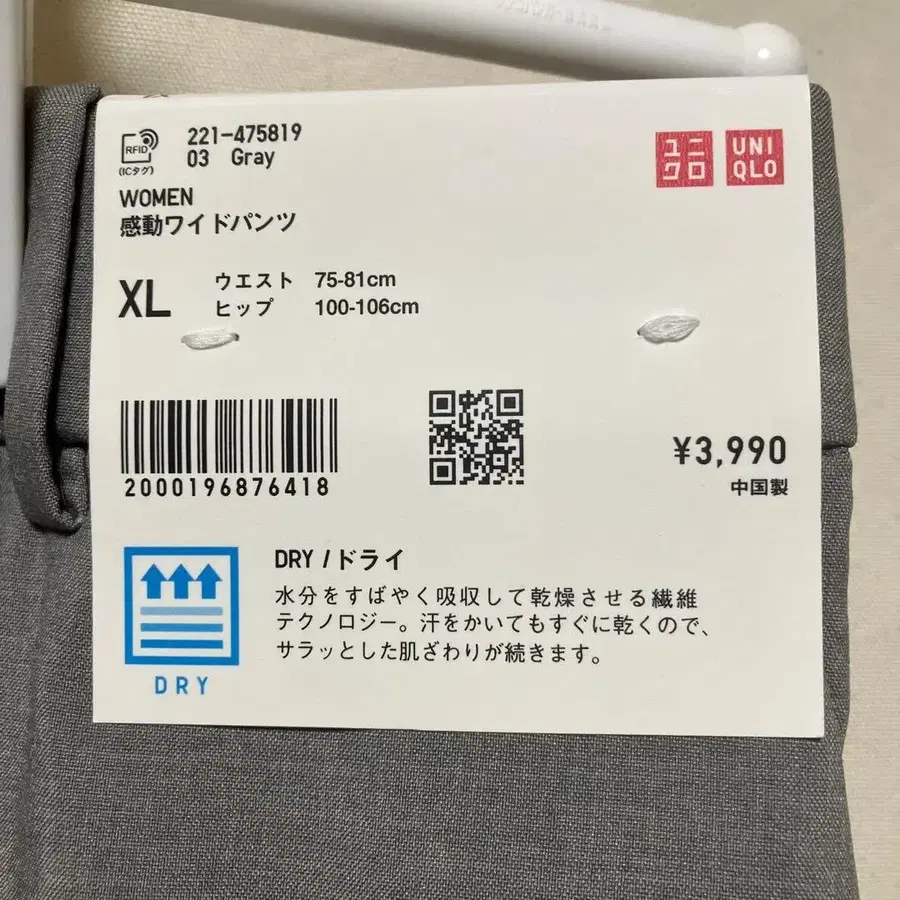 RFID
(ICタグ)
221-475819
03 Gray
ユニ
クロ
UNI
QLO
WOMEN
感動ワイドパンツ
XL
ウエスト 75-81cm
ヒップ 100-106cm
2000196876418
¥3,990
中国製
DRY
DRY / ドライ
水分をすばやく吸収して乾燥させる繊維
テクノロジー。汗をかいてもすぐに乾くので、
サラッとした肌ざわりが続きます。